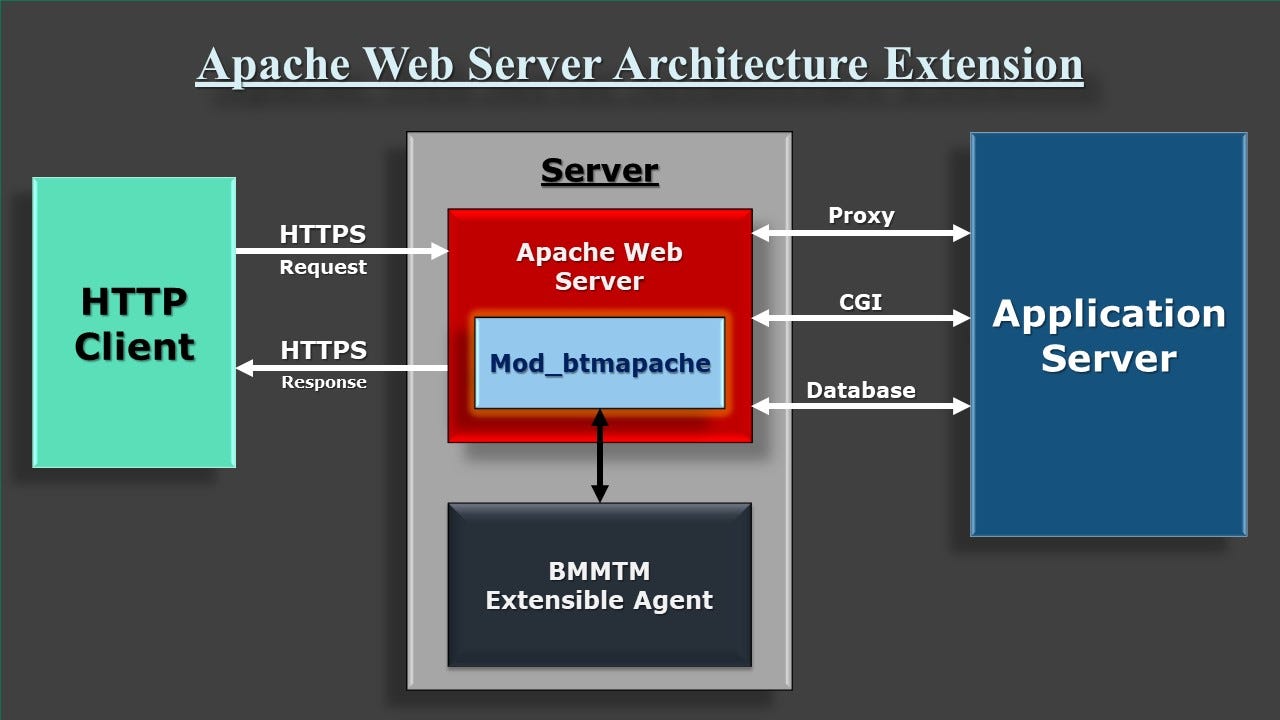 Apache Web Server Architecture Extension
HTTP
Client
HTTPS
Request
HTTPS
Response
Server
Apache Web
Server
Mod_btmapache
BMMTM
Extensible Agent
Proxy
CGI
Database
Application
Server